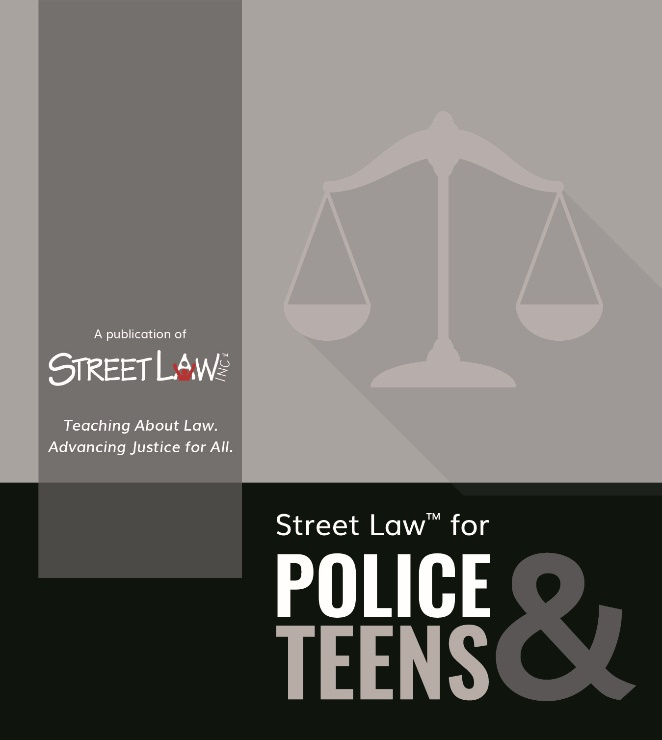 A publication of
STREET LAW INC.
Teaching About Law.
Advancing Justice for All.
Street Law™ for
POLICE &
TEENS